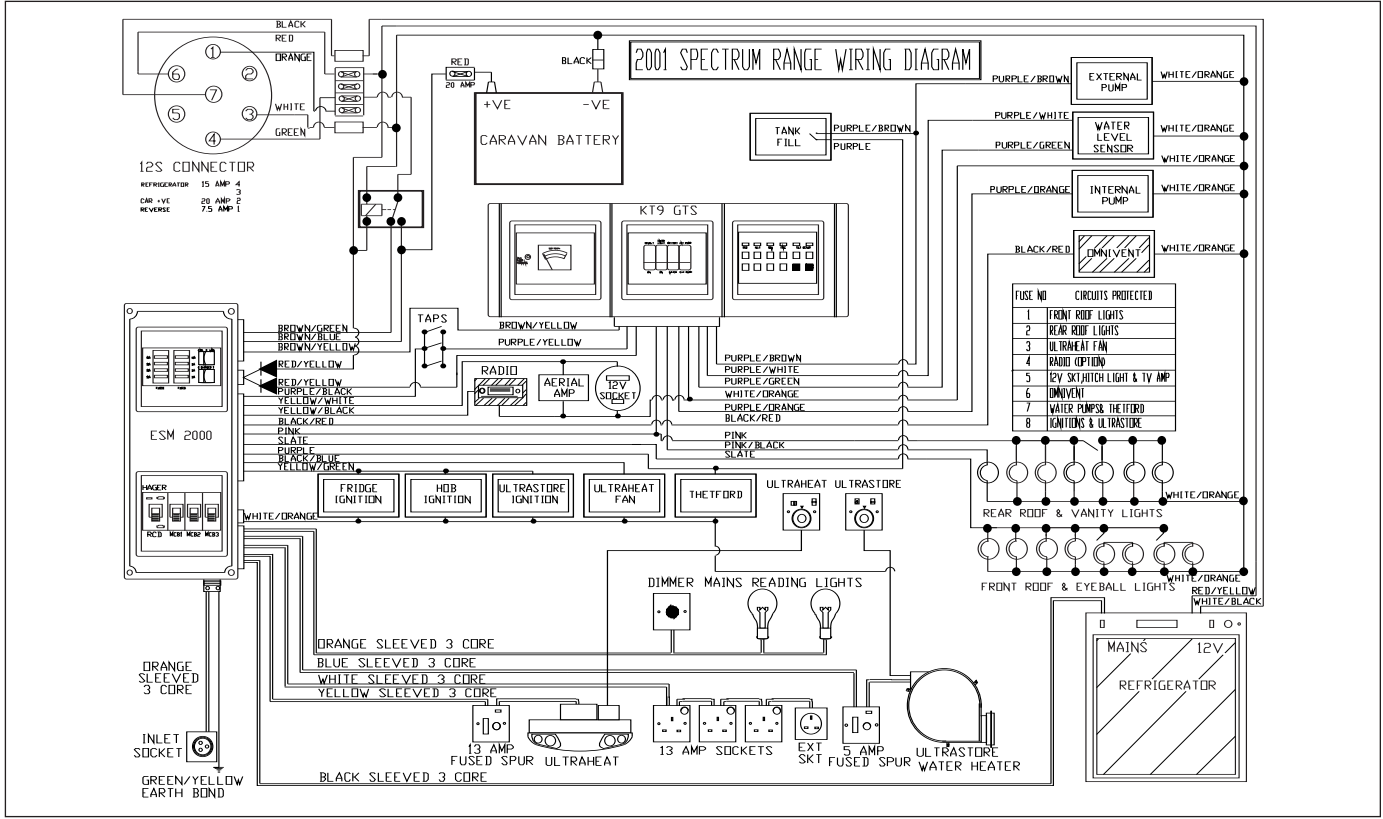 2001 SPECTRUM RANGE WIRING DIAGRAM
BLACK
RED
ORANGE
WHITE
GREEN
1
2
3
4
5
6
7
12S CONNECTOR
REFRIGERATOR 15 AMP 4
3
CAR +VE 20 AMP 2
REVERSE 7.5 AMP 1
RED
20 AMP
BLACK
+VE
-VE
CARAVAN BATTERY
TANK
FILL
PURPLE/BROWN
PURPLE
PURPLE/BROWN
EXTERNAL
PUMP
WHITE/ORANGE
PURPLE/WHITE
PURPLE/GREEN
WATER
LEVEL
SENSOR
WHITE/ORANGE
WHITE/ORANGE
PURPLE/ORANGE
INTERNAL
PUMP
WHITE/ORANGE
BLACK/RED
OMNIVENT
WHITE/ORANGE
KT9 GTS
FUSE NO CIRCUITS PROTECTED
1 FRONT ROOF LIGHTS
2 REAR ROOF LIGHTS
3 ULTRAHEAT FAN
4 RADIO (OPTION)
5 12V SKT,HITCH LIGHT & TV AMP
6 OMNIVENT
7 WATER PUMPS& THETFORD
8 IGNITIONS & ULTRASTORE
TAPS
BROWN/GREEN
BROWN/BLUE
BROWN/YELLOW
RED/YELLOW
RED/YELLOW
PURPLE/BLACK
YELLOW/WHITE
YELLOW/BLACK
BLACK/RED
PINK
SLATE
PURPLE
BLACK/BLUE
YELLOW/GREEN
WHITE/ORANGE
BROWN/YELLOW
PURPLE/YELLOW
RADIO
AERIAL
AMP
12V
SOCKET
PURPLE/BROWN
PURPLE/WHITE
PURPLE/GREEN
WHITE/ORANGE
PURPLE/ORANGE
BLACK/RED
PINK
PINK/BLACK
SLATE
ESM 2000
HAGER
RCD MCB1 MCB2 MCB3
FRIDGE
IGNITION
HOB
IGNITION
ULTRASTORE
IGNITION
ULTRAHEAT
FAN
THETFORD
ULTRAHEAT
ULTRASTORE
WHITE/ORANGE
REAR ROOF & VANITY LIGHTS
FRONT ROOF & EYEBALL LIGHTS
WHITE/ORANGE
RED/YELLOW
WHITE/BLACK
DIMMER MAINS READING LIGHTS
ORANGE SLEEVED 3 CORE
BLUE SLEEVED 3 CORE
WHITE SLEEVED 3 CORE
YELLOW SLEEVED 3 CORE
ORANGE
SLEEVED
3 CORE
INLET
SOCKET
GREEN/YELLOW
EARTH BOND
13 AMP
FUSED SPUR
ULTRAHEAT
13 AMP SOCKETS
EXT
SKT
5 AMP
FUSED SPUR
ULTRASTORE
WATER HEATER
BLACK SLEEVED 3 CORE
MAINS
12V
REFRIGERATOR